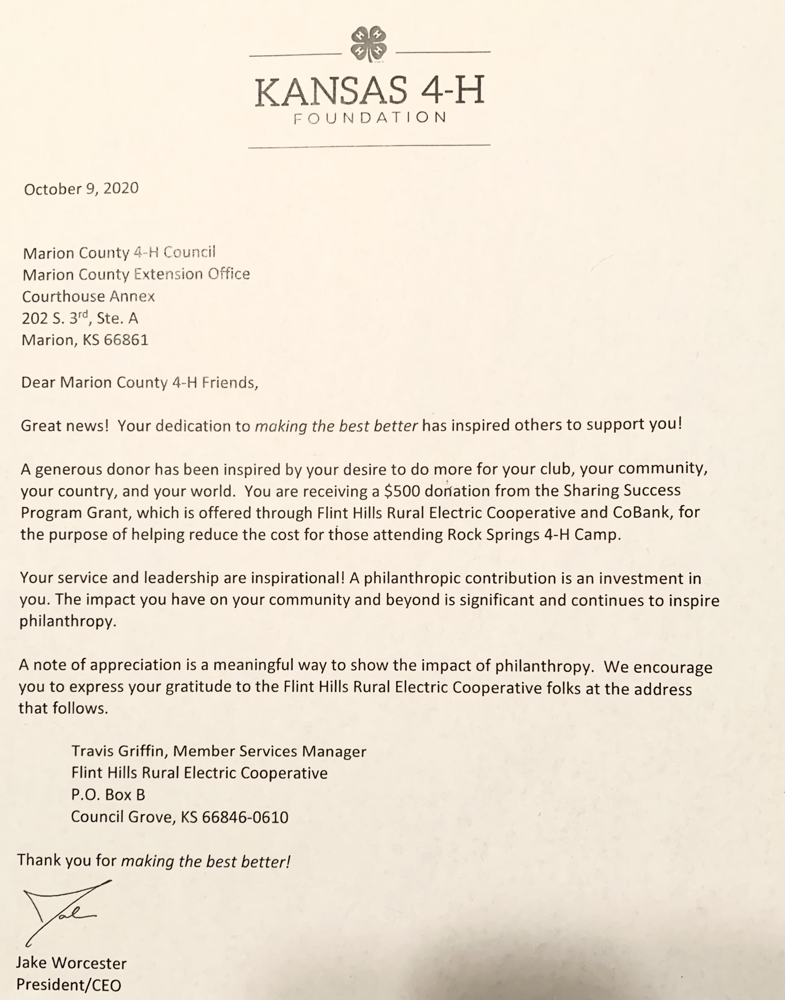 H H H H
KANSAS 4-H
FOUNDATION
October 9, 2020
Marion County 4-H Council
Marion County Extension Office
Courthouse Annex
202 S. 3rd, Ste. A
Marion, KS 66861
Dear Marion County 4-H Friends,
Great news!  Your dedication to making the best better has inspired others to support you!
A generous donor has been inspired by your desire to do more for your club, your community,
your country, and your world.  You are receiving a $500 donation from the Sharing Success
Program Grant, which is offered through Flint Hills Rural Electric Cooperative and CoBank, for
the purpose of helping reduce the cost for those attending Rock Springs 4-H Camp.
Your service and leadership are inspirational! A philanthropic contribution is an investment in
you. The impact you have on your community and beyond is significant and continues to inspire
philanthropy.
A note of appreciation is a meaningful way to show the impact of philanthropy.  We encourage
you to express your gratitude to the Flint Hills Rural Electric Cooperative folks at the address
that follows.
Travis Griffin, Member Services Manager
Flint Hills Rural Electric Cooperative
P.O. Box B
Council Grove, KS 66846-0610
Thank you for making the best better!
Jake Worcester
President/CEO